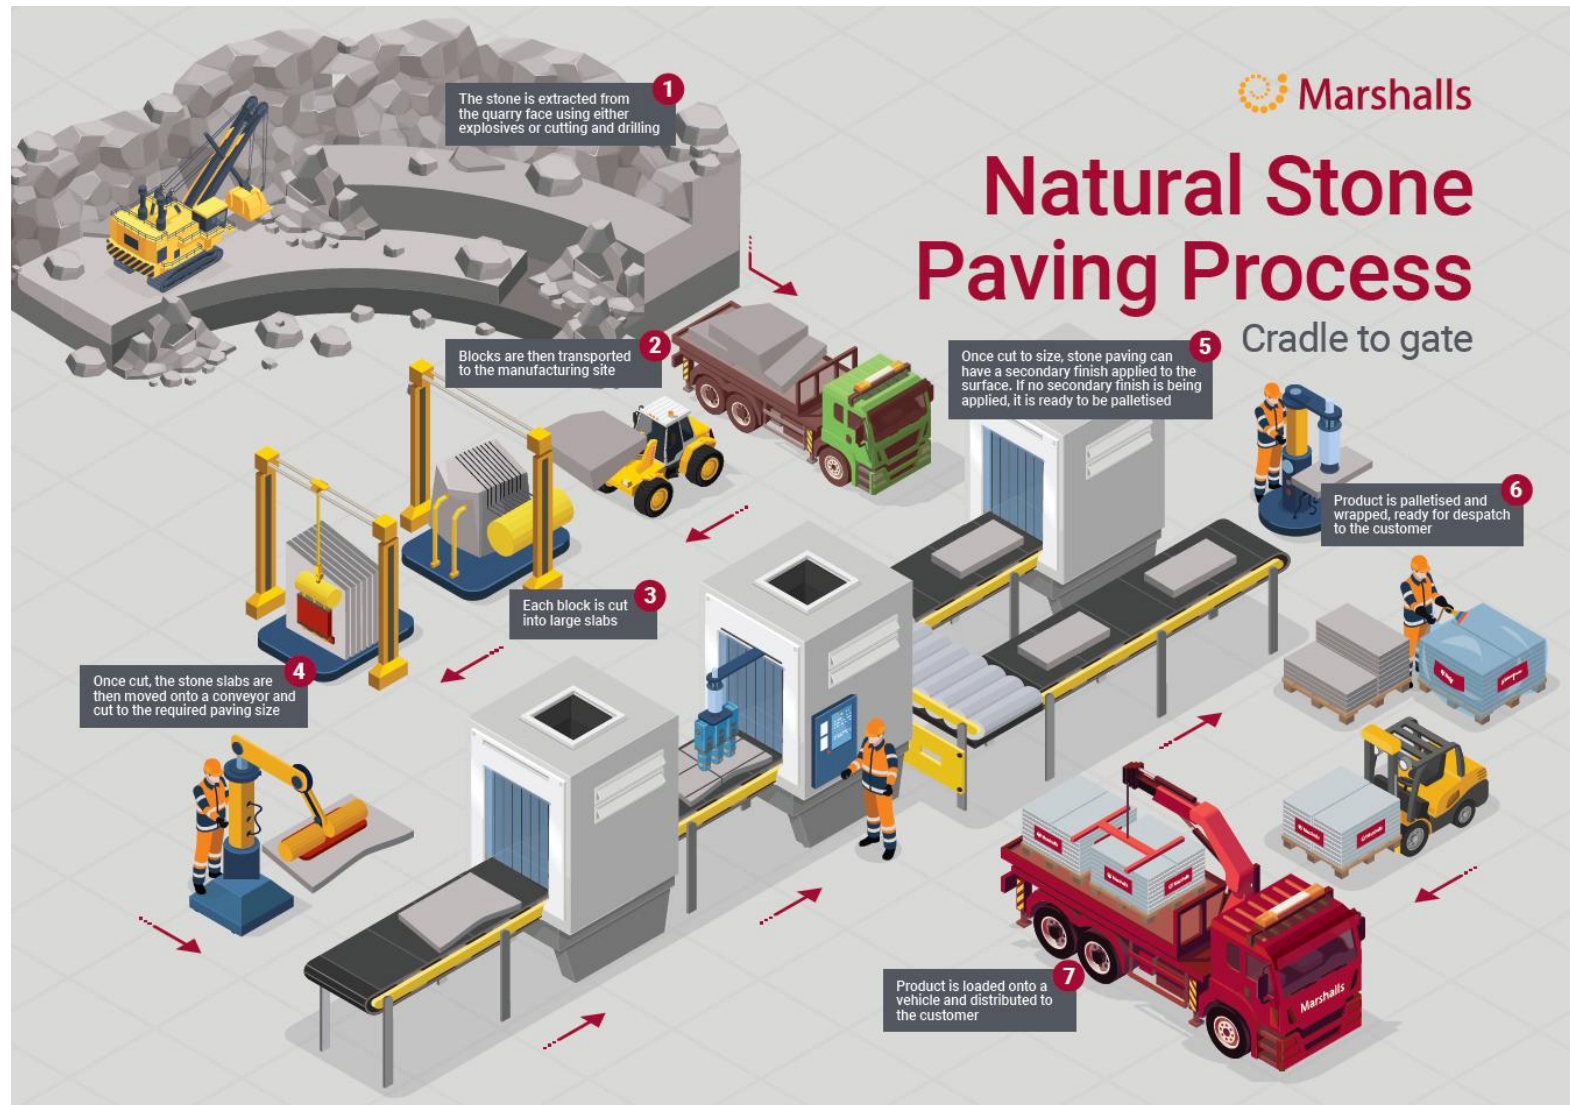 Marshalls
Natural Stone
Paving Process
Cradle to gate
1
The stone is extracted from
the quarry face using either
explosives or cutting and drilling
2
Blocks are then transported
to the manufacturing site
3
Each block is cut
into large slabs
4
Once cut, the stone slabs are
then moved onto a conveyor and
cut to the required paving size
5
Once cut to size, stone paving can
have a secondary finish applied to the
surface. If no secondary finish is being
applied, it is ready to be palletised
6
Product is palletised and
wrapped, ready for despatch
to the customer
7
Product is loaded onto a
vehicle and distributed to
the customer
Marshalls
Marshalls
Marshalls
Marshalls
Marshalls
Marshalls